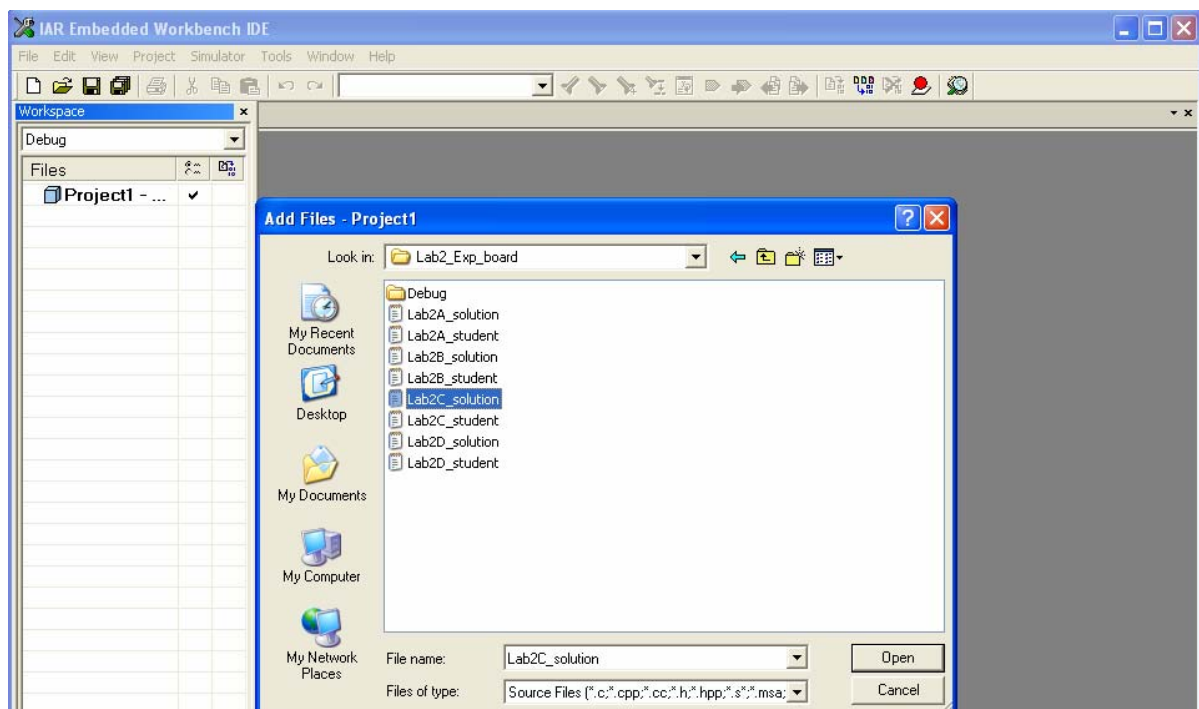 IAR Embedded Workbench IDE
File Edit View Project Simulator Tools Window Help
Workspace
Debug
Files
Project1 - ...
Add Files - Project1
Look in: Lab2_Exp_board
My Recent Documents
Desktop
My Documents
My Computer
My Network Places
Debug
Lab2A_solution
Lab2A_student
Lab2B_solution
Lab2B_student
Lab2C_solution
Lab2C_student
Lab2D_solution
Lab2D_student
File name: Lab2C_solution Open
Files of type: Source Files (*.c;*.cpp;*.cc;*.h;*.hpp;*.s*;*.msa; Cancel